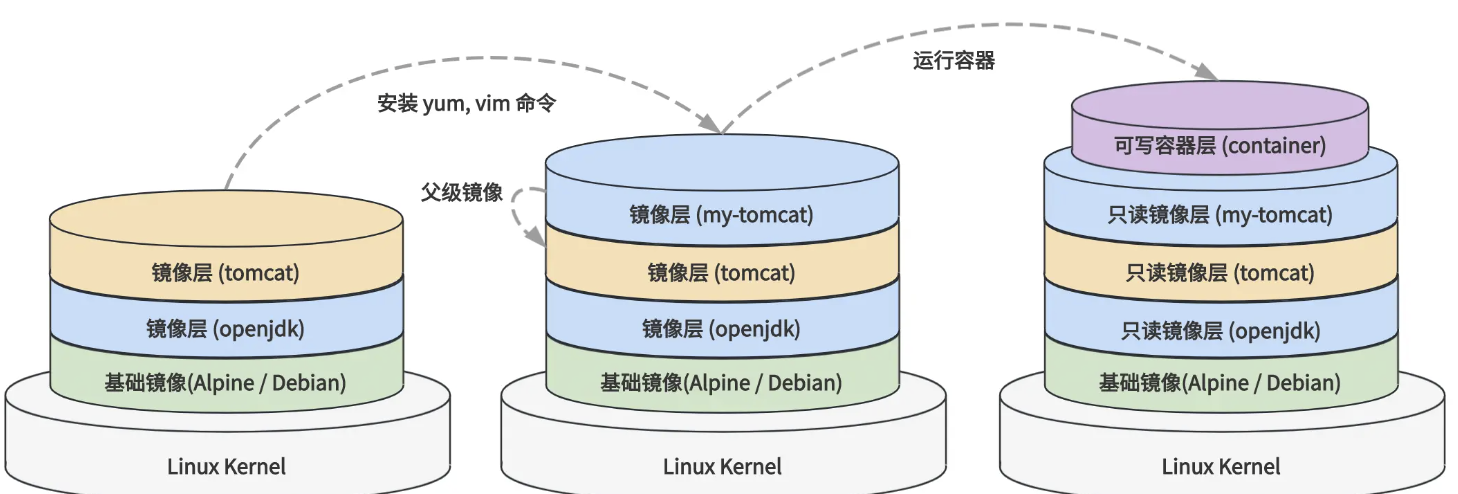 运行容器
安装 yum, vim 命令
可写容器层 (container)
父级镜像
镜像层 (my-tomcat)
只读镜像层 (my-tomcat)
镜像层 (tomcat)
镜像层 (tomcat)
只读镜像层 (tomcat)
镜像层 (openjdk)
镜像层 (openjdk)
只读镜像层 (openjdk)
基础镜像(Alpine / Debian)
基础镜像(Alpine / Debian)
基础镜像(Alpine / Debian)
Linux Kernel
Linux Kernel
Linux Kernel